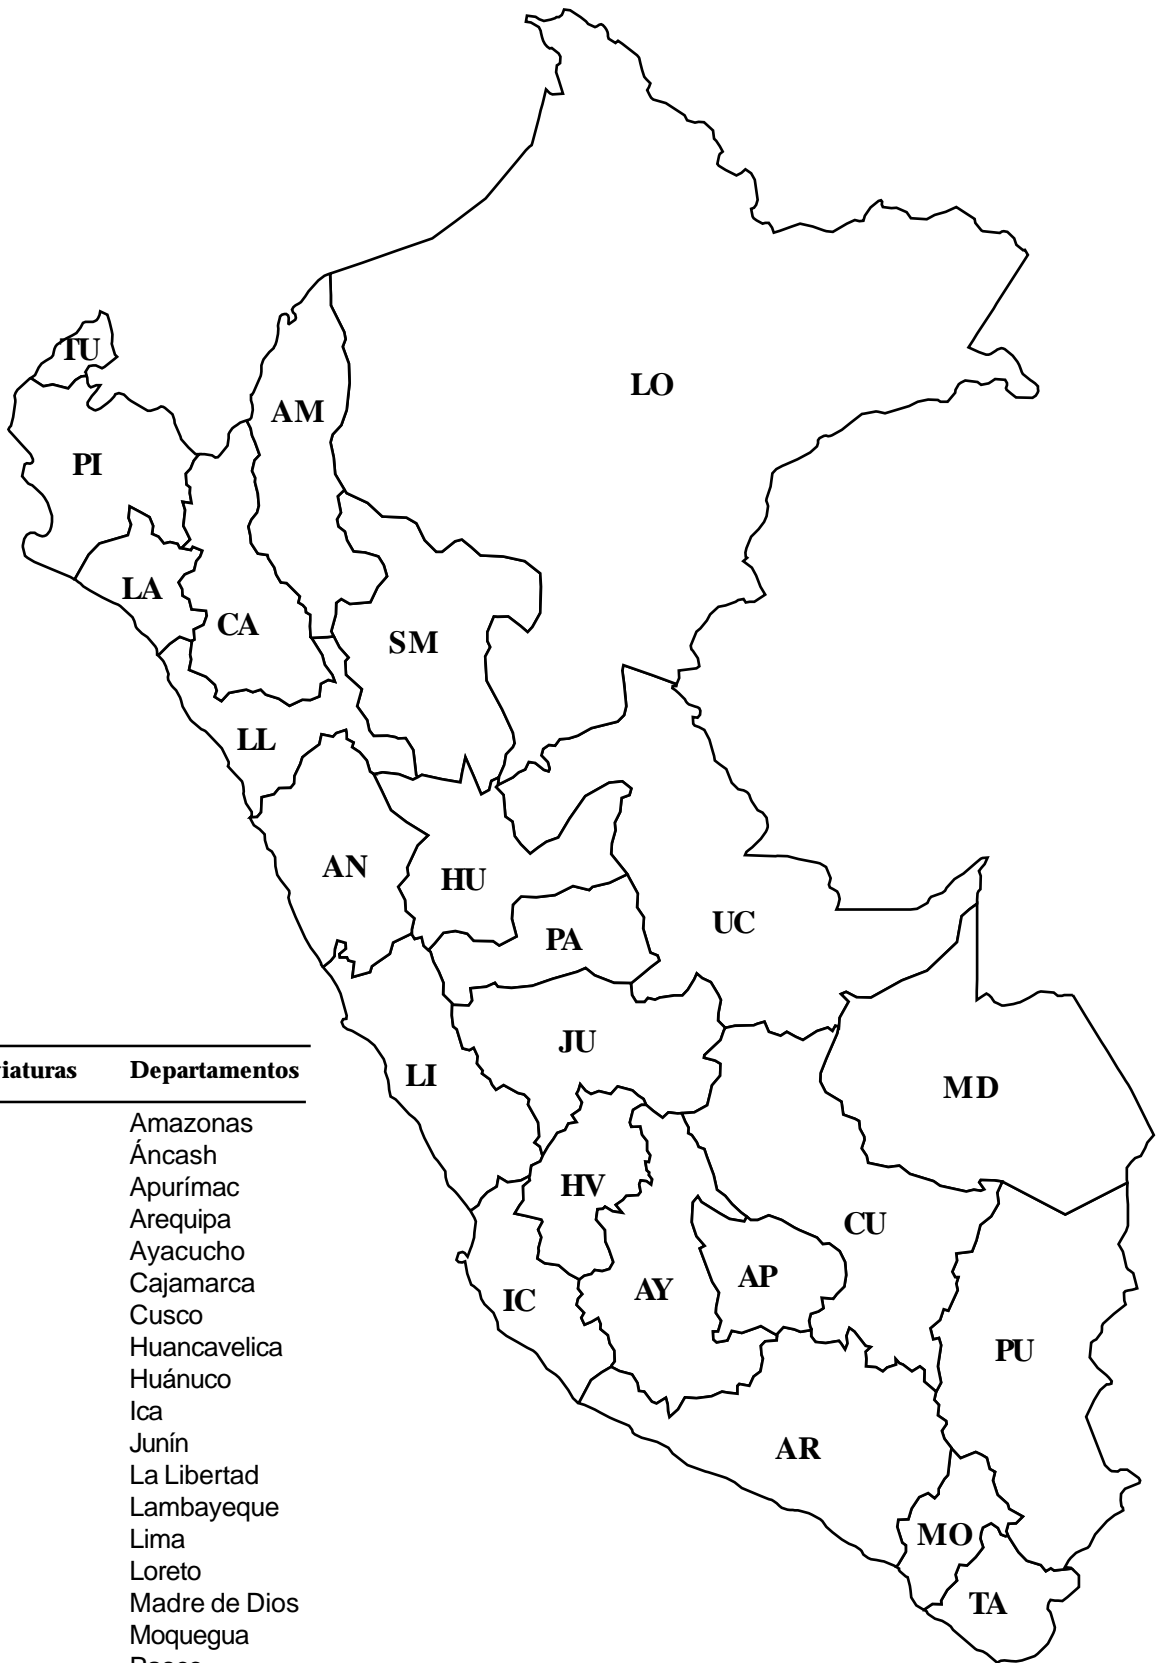 TU
LO
AM
PI
LA
CA
SM
LL
AN
HU
UC
PA
JU
LI
MD
HV
CU
AP
AY
IC
PU
AR
MO
TA
iaturas Departamentos
Amazonas
Áncash
Apurímac
Arequipa
Ayacucho
Cajamarca
Cusco
Huancavelica
Huánuco
Ica
Junín
La Libertad
Lambayeque
Lima
Loreto
Madre de Dios
Moquegua